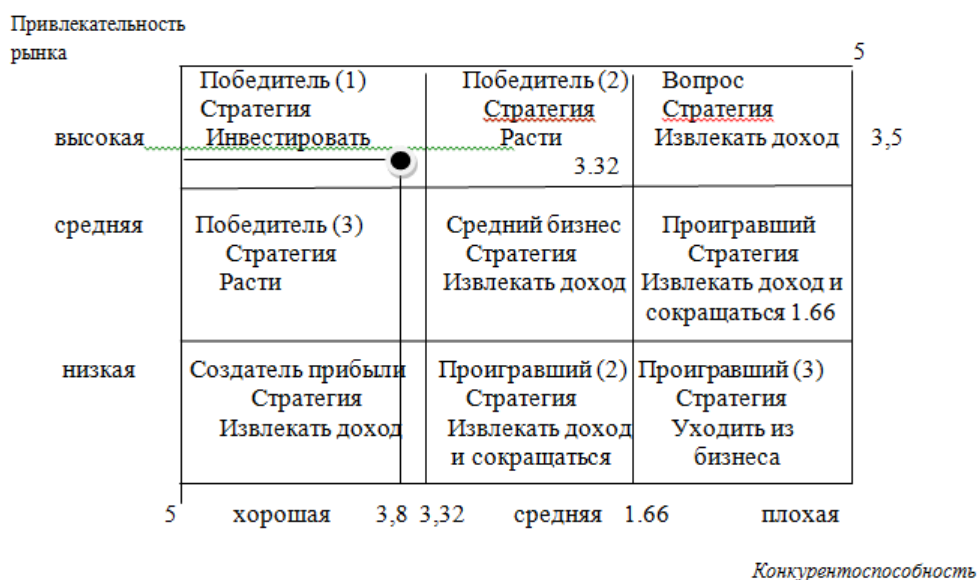 Привлекательность
рынка
5
Победитель (1)
Стратегия
Инвестировать
Победитель (2)
Стратегия
Расти
3.32
Вопрос
Стратегия
Извлекать доход
высокая
3,5
средняя
Победитель (3)
Стратегия
Расти
Средний бизнес
Стратегия
Извлекать доход
Проигравший
Стратегия
Извлекать доход и
сокращаться 1.66
низкая
Создатель прибыли
Стратегия
Извлекать доход
Проигравший (2)
Стратегия
Извлекать доход
и сокращаться
Проигравший (3)
Стратегия
Уходить из
бизнеса
5 хорошая 3,8 3,32 средняя 1.66 плохая
Конкурентоспособность